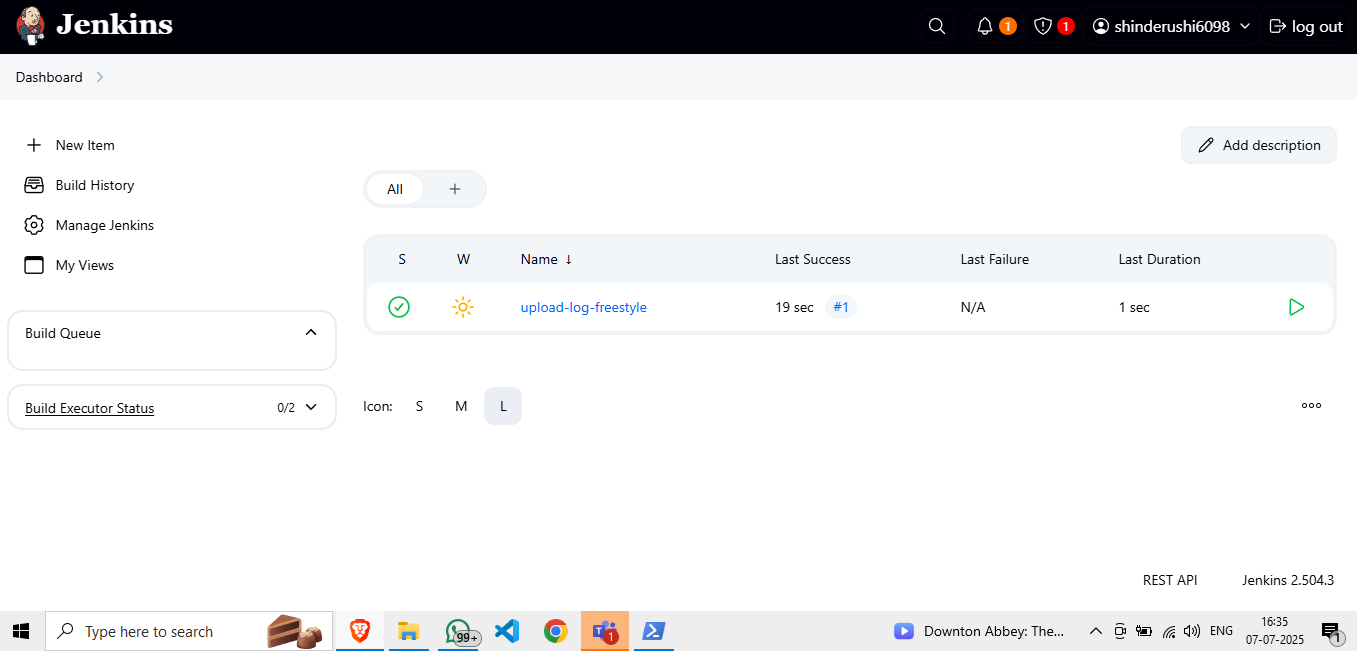 Jenkins
1
1
shinderushi6098
log out
Dashboard
New Item
Build History
Manage Jenkins
My Views
Build Queue
Build Executor Status
0/2
Add description
All
+
S W Name ↓ Last Success Last Failure Last Duration
upload-log-freestyle 19 sec #1 N/A 1 sec
Icon: S M L
REST API
Jenkins 2.504.3
Type here to search
99+
1
Downton Abbey: The...
ENG
16:35
07-07-2025
1